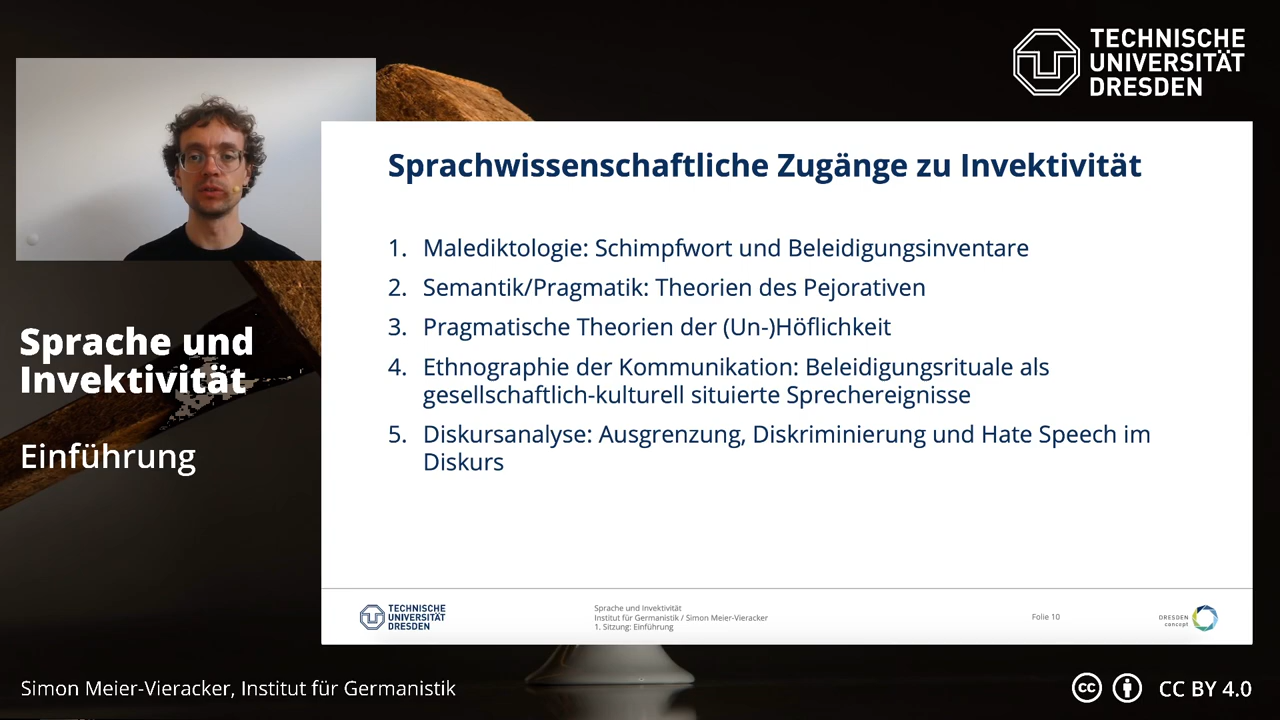 TECHNISCHE
UNIVERSITÄT
DRESDEN
Sprachwissenschaftliche Zugänge zu Invektivität
1. Malediktologie: Schimpfwort und Beleidigungsinventare
2. Semantik/Pragmatik: Theorien des Pejorativen
3. Pragmatische Theorien der (Un-)Höflichkeit
4. Ethnographie der Kommunikation: Beleidigungsrituale als
gesellschaftlich-kulturell situierte Sprechereignisse
5. Diskursanalyse: Ausgrenzung, Diskriminierung und Hate Speech im
Diskurs
Sprache und
Invektivität
Einführung
TECHNISCHE
UNIVERSITÄT
DRESDEN
Sprache und Invektivität
Institut für Germanistik / Simon Meier-Vieracker
1. Sitzung: Einführung
Folie 10
DRESDEN
concept
Simon Meier-Vieracker, Institut für Germanistik
cc
CC BY 4.0